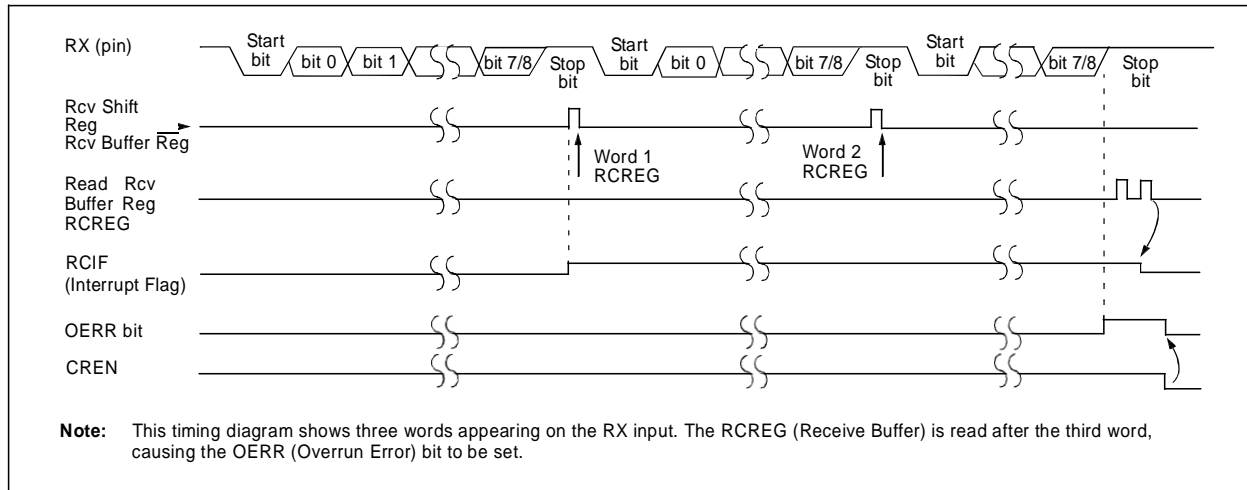 RX (pin)
Start
bit
bit 0
bit 1
bit 7/8
Stop
bit
Start
bit
bit 0
bit 7/8
Stop
bit
Start
bit
bit 7/8
Stop
bit
Rcv Shift
Reg
Rcv Buffer Reg
Word 1
RCREG
Word 2
RCREG
Read Rcv
Buffer Reg
RCREG
RCIF
(Interrupt Flag)
OERR bit
CREN
Note: This timing diagram shows three words appearing on the RX input. The RCREG (Receive Buffer) is read after the third word,
causing the OERR (Overrun Error) bit to be set.